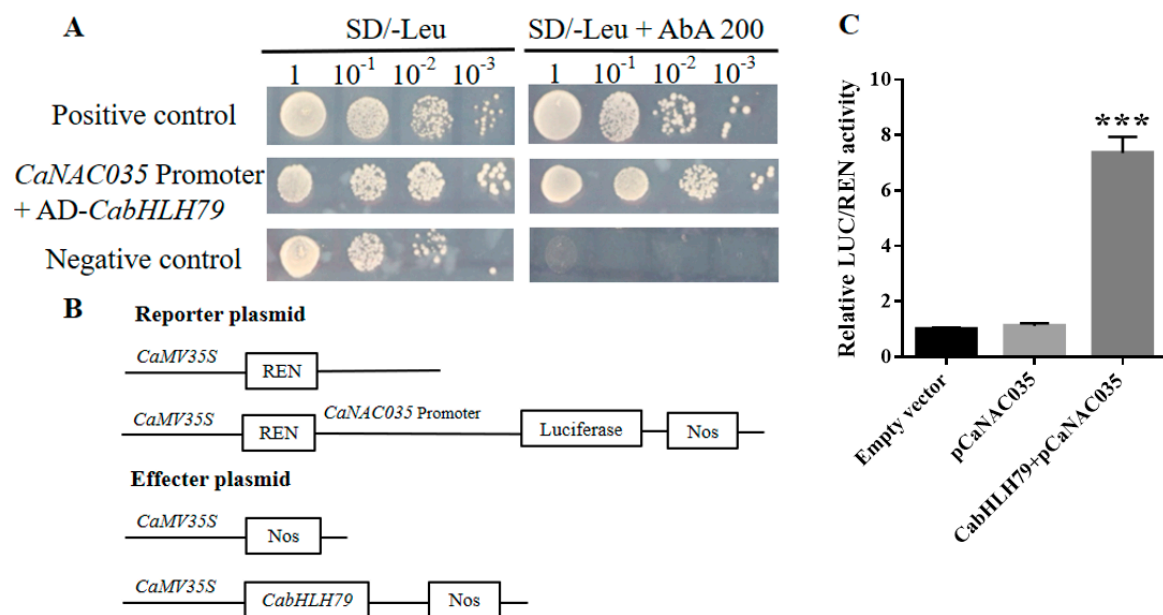 A
SD/-Leu
SD/-Leu + AbA 200
1 10⁻¹ 10⁻² 10⁻³
1 10⁻¹ 10⁻² 10⁻³
Positive control
CaNAC035 Promoter
+ AD-CabHLH79
Negative control
B
Reporter plasmid
CaMV35S REN
CaMV35S REN CaNAC035 Promoter Luciferase Nos
Effecter plasmid
CaMV35S Nos
CaMV35S CabHLH79 Nos
C
Relative LUC/REN activity
10
8
6
4
2
0
***
Empty vector
pCaNAC035
CabHLH79+pCaNAC035